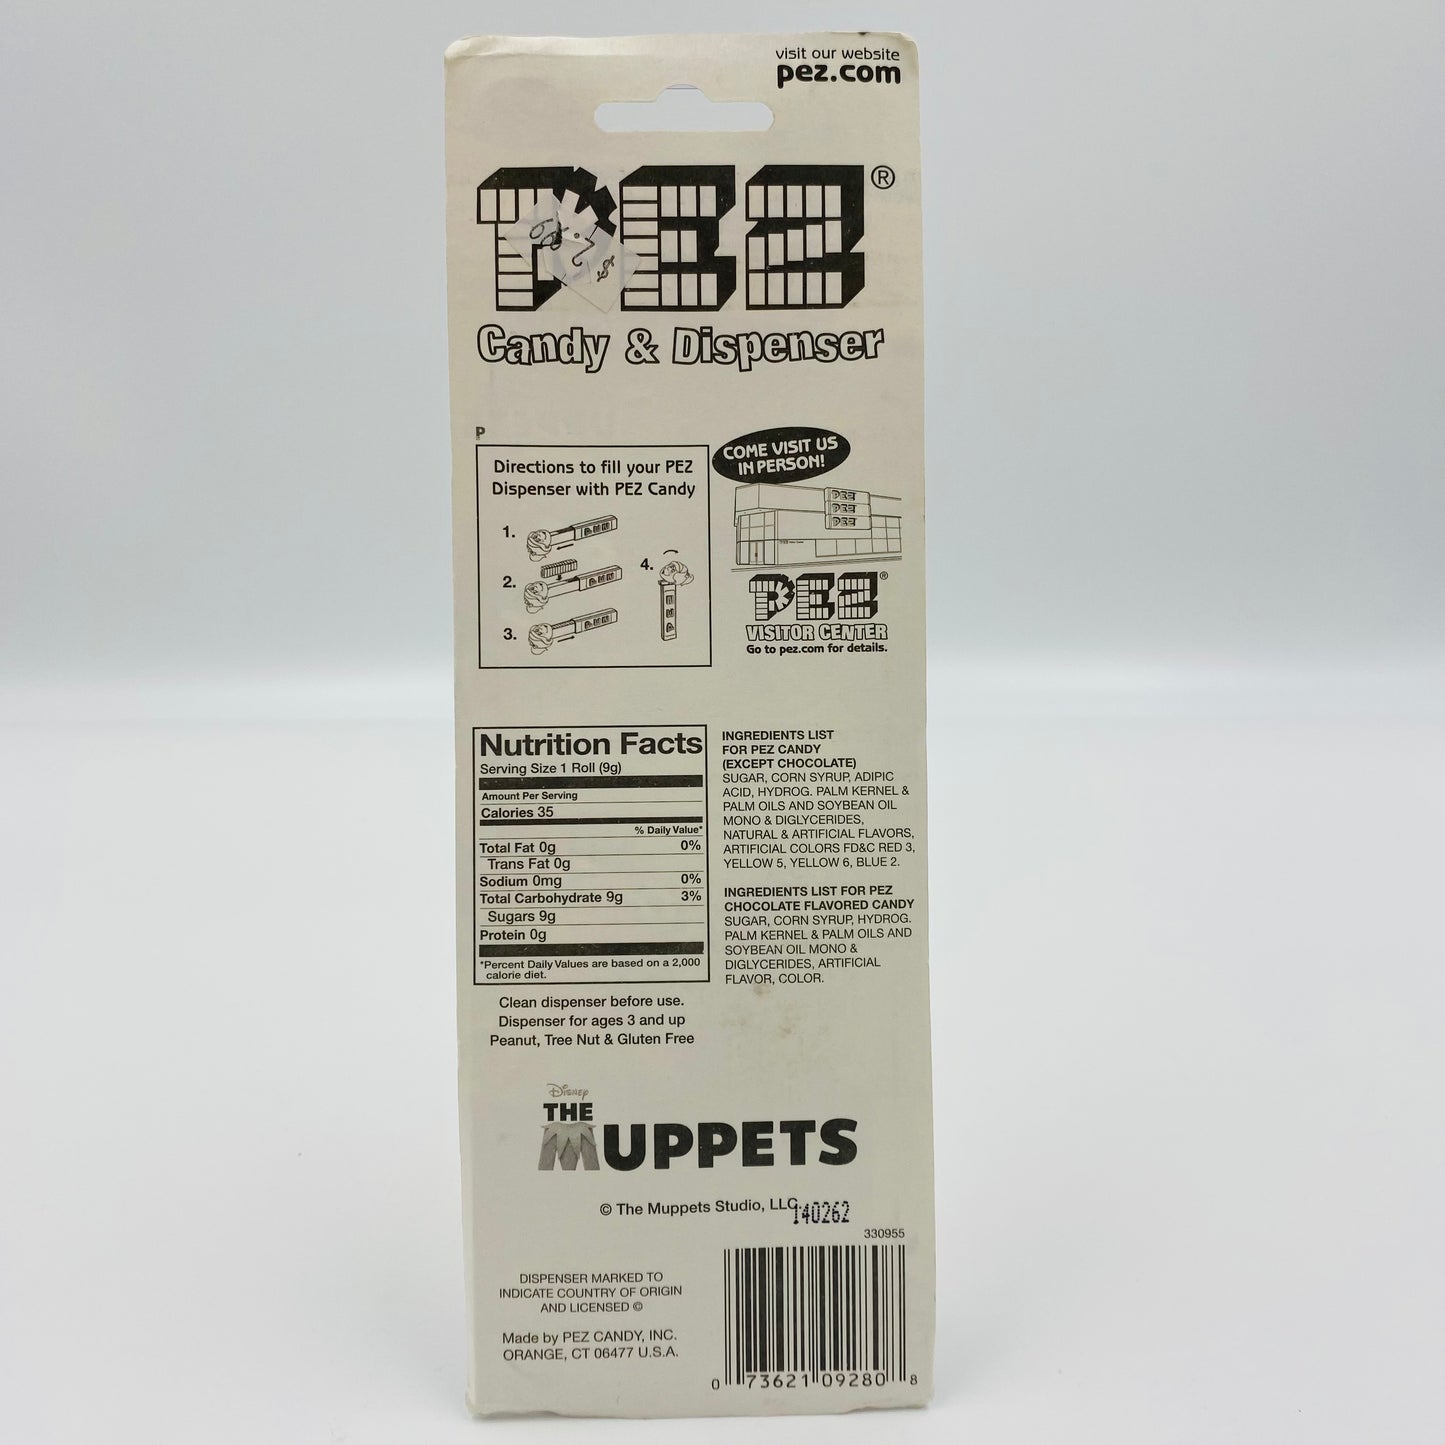 visit our website
pez.com
PEZ®
$2.99
Candy & Dispenser
P
Directions to fill your PEZ
Dispenser with PEZ Candy
1.
2.
3.
4.
COME VISIT US
IN PERSON!
PEZ
PEZ
PEZ
PEZ®
VISITOR CENTER
Go to pez.com for details.
Nutrition Facts
Serving Size 1 Roll (9g)
Amount Per Serving
Calories 35
% Daily Value*
Total Fat 0g 0%
Trans Fat 0g
Sodium 0mg 0%
Total Carbohydrate 9g 3%
Sugars 9g
Protein 0g
*Percent Daily Values are based on a 2,000
calorie diet.
Clean dispenser before use.
Dispenser for ages 3 and up
Peanut, Tree Nut & Gluten Free
INGREDIENTS LIST
FOR PEZ CANDY
(EXCEPT CHOCOLATE)
SUGAR, CORN SYRUP, ADIPIC
ACID, HYDROG. PALM KERNEL &
PALM OILS AND SOYBEAN OIL
MONO & DIGLYCERIDES,
NATURAL & ARTIFICIAL FLAVORS,
ARTIFICIAL COLORS FD&C RED 3,
YELLOW 5, YELLOW 6, BLUE 2.
INGREDIENTS LIST FOR PEZ
CHOCOLATE FLAVORED CANDY
SUGAR, CORN SYRUP, HYDROG.
PALM KERNEL & PALM OILS AND
SOYBEAN OIL MONO &
DIGLYCERIDES, ARTIFICIAL
FLAVOR, COLOR.
Disney
THE
MUPPETS
© The Muppets Studio, LLC
140262
330955
DISPENSER MARKED TO
INDICATE COUNTRY OF ORIGIN
AND LICENSED ©
Made by PEZ CANDY, INC.
ORANGE, CT 06477 U.S.A.
0 73621 09280 8